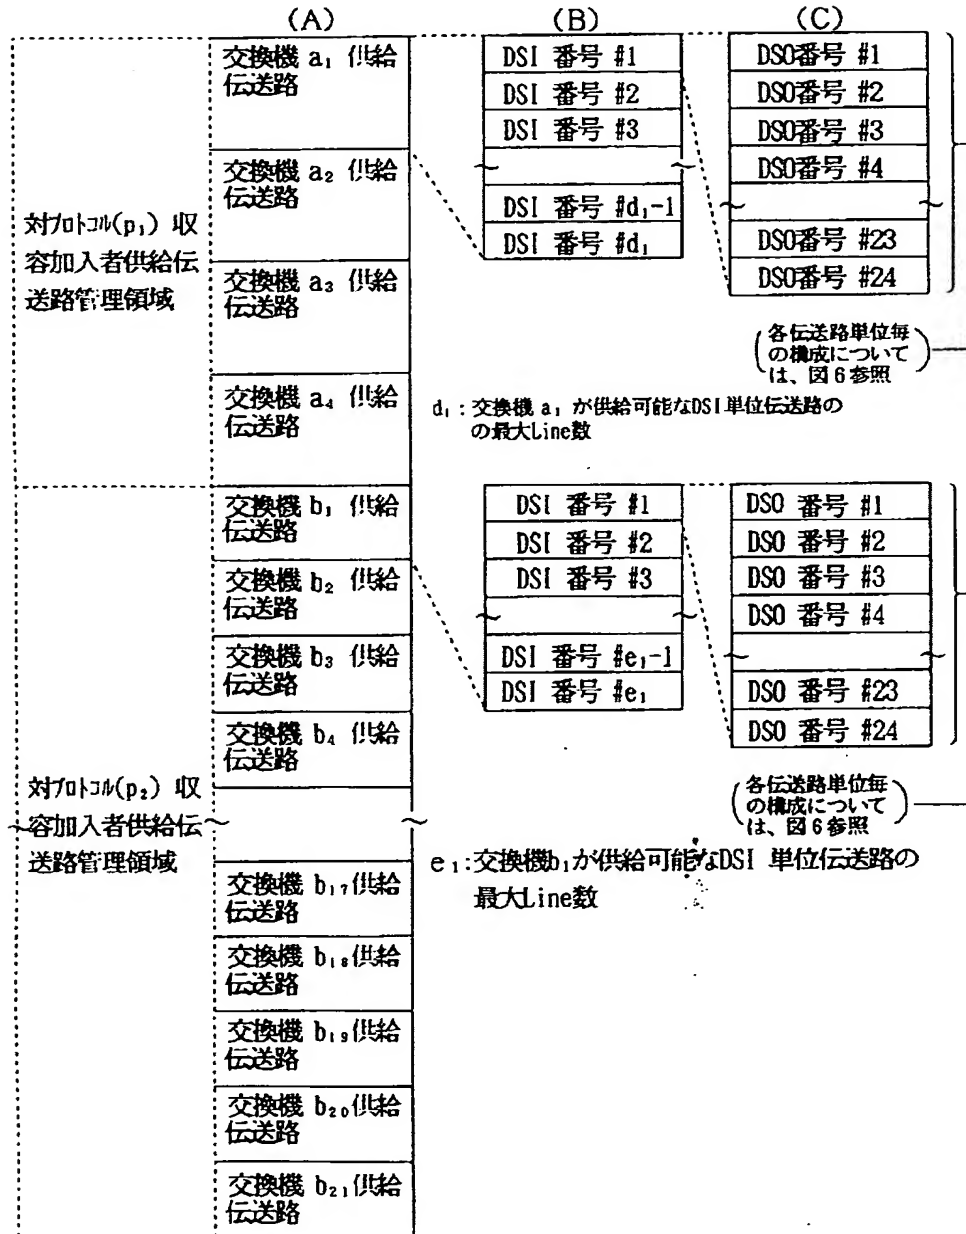 (A)
(B)
(C)
対プロトコル(p₁) 収
容加入者供給伝
送路管理領域
交換機 a₁ 供給
伝送路
交換機 a₂ 供給
伝送路
交換機 a₃ 供給
伝送路
交換機 a₄ 供給
伝送路
DSI 番号 #1
DSI 番号 #2
DSI 番号 #3
DSI 番号 #d₁-1
DSI 番号 #d₁
DSO番号 #1
DSO番号 #2
DSO番号 #3
DSO番号 #4
DSO番号 #23
DSO番号 #24
各伝送路単位毎
の構成について
は、図6参照
d₁：交換機 a₁ が供給可能なDSI単位伝送路の
の最大Line数
対プロトコル(p₂) 収
容加入者供給伝
送路管理領域
交換機 b₁ 供給
伝送路
交換機 b₂ 供給
伝送路
交換機 b₃ 供給
伝送路
交換機 b₄ 供給
伝送路
交換機 b₁₇供給
伝送路
交換機 b₁₈供給
伝送路
交換機 b₁₉供給
伝送路
交換機 b₂₀供給
伝送路
交換機 b₂₁供給
伝送路
DSI 番号 #1
DSI 番号 #2
DSI 番号 #3
DSI 番号 #e₁-1
DSI 番号 #e₁
DSO 番号 #1
DSO 番号 #2
DSO 番号 #3
DSO 番号 #4
DSO 番号 #23
DSO 番号 #24
各伝送路単位毎
の構成について
は、図6参照
e₁:交換機b₁が供給可能なDSI 単位伝送路の
最大Line数